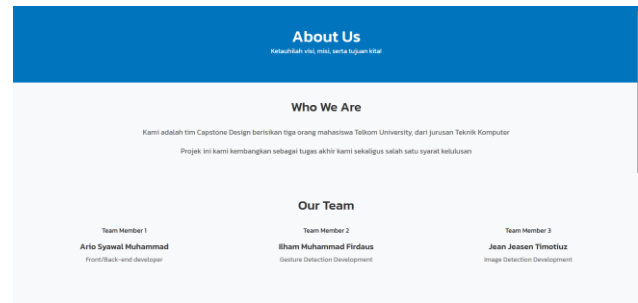 About Us
Ketauhilah visi, misi, serta tujuan kita!
Who We Are
Kami adalah tim Capstone Design berisikan tiga orang mahasiswa Telkom University, dari jurusan Teknik Komputer
Projek ini kami kembangkan sebagai tugas akhir kami sekaligus salah satu syarat kelulusan
Our Team
Team Member 1
Ario Syawal Muhammad
Front/Back-end developer
Team Member 2
Ilham Muhammad Firdaus
Gesture Detection Development
Team Member 3
Jean Jeasen Timotiuz
Image Detection Development